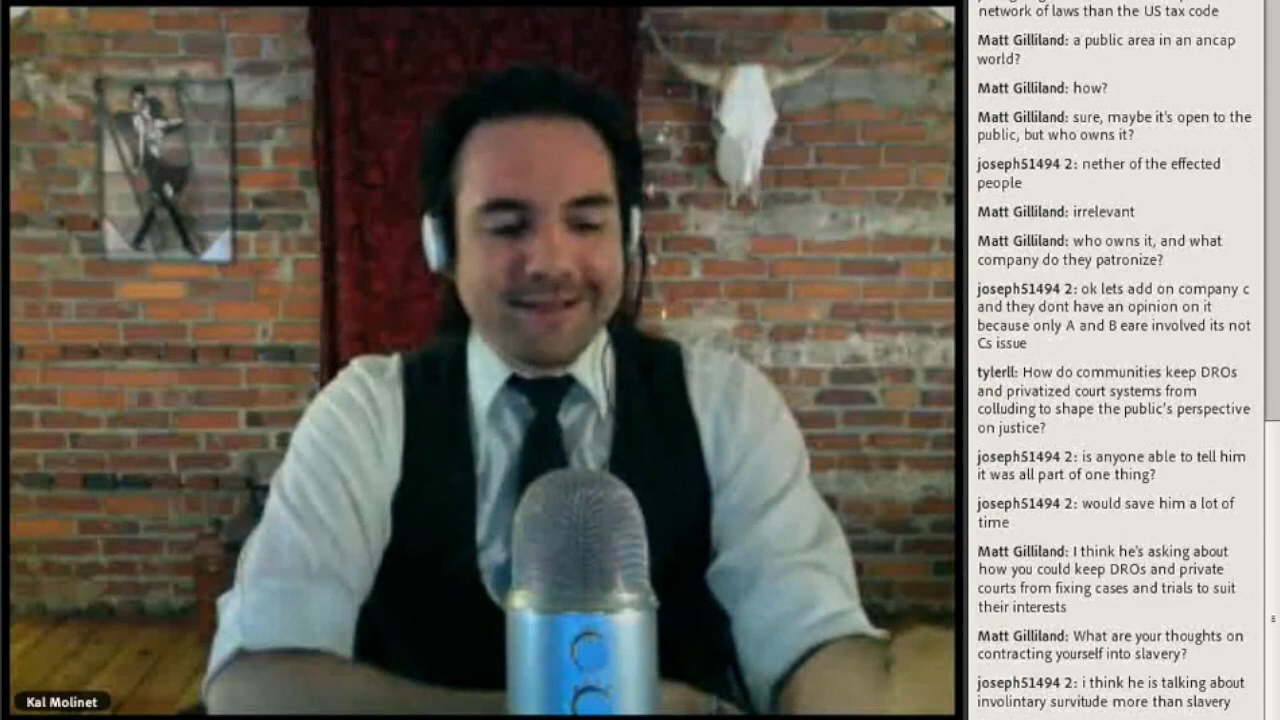 network of laws than the US tax code
Matt Gilliland: a public area in an ancap
world?
Matt Gilliland: how?
Matt Gilliland: sure, maybe it's open to the
public, but who owns it?
joseph51494 2: nether of the effected
people
Matt Gilliland: irrelevant
Matt Gilliland: who owns it, and what
company do they patronize?
joseph51494 2: ok lets add on company c
and they dont have an opinion on it
because only A and B eare involved its not
Cs issue
tylerll: How do communities keep DROs
and privatized court systems from
colluding to shape the public's perspective
on justice?
joseph51494 2: is anyone able to tell him
it was all part of one thing?
joseph51494 2: would save him a lot of
time
Matt Gilliland: I think he's asking about
how you could keep DROs and private
courts from fixing cases and trials to suit
their interests
Matt Gilliland: What are your thoughts on
contracting yourself into slavery?
joseph51494 2: i think he is talking about
involintary survitude more than slavery
Kal Molinet